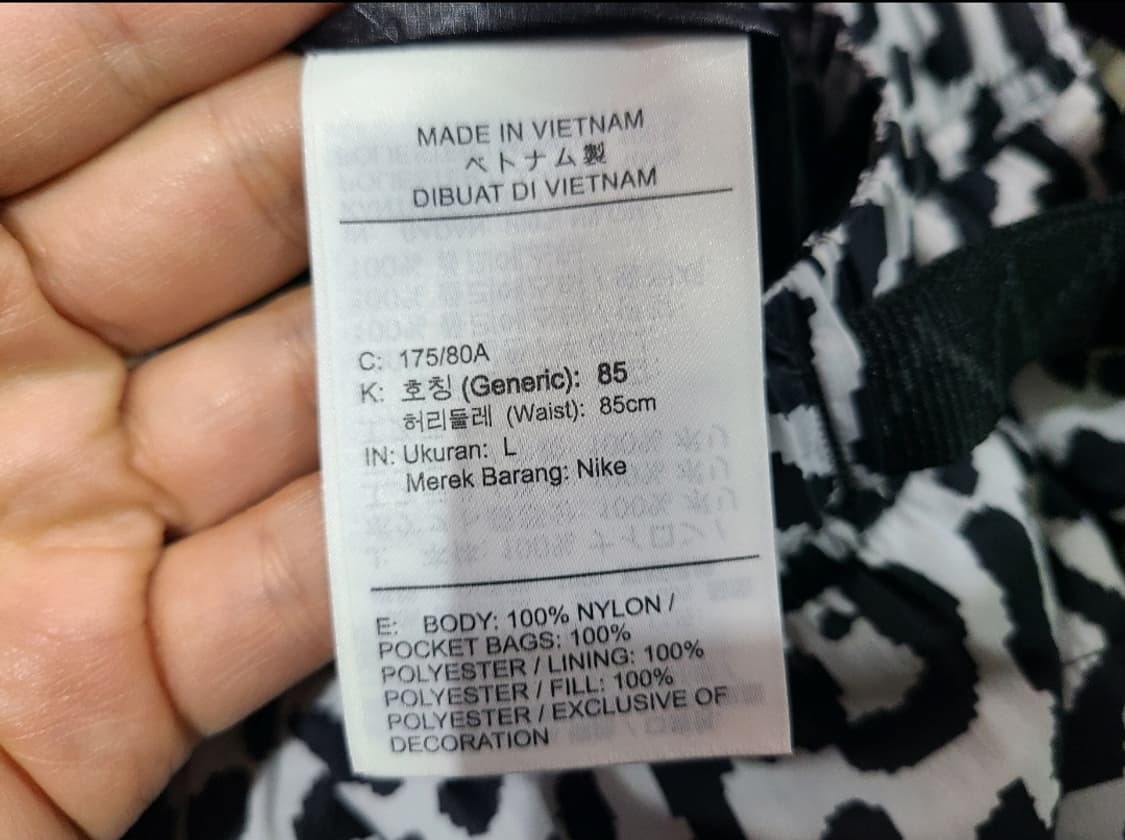 MADE IN VIETNAM
ベトナム製
DIBUAT DI VIETNAM
C: 175/80A
K: 호칭 (Generic): 85
허리둘레 (Waist): 85cm
IN: Ukuran: L
Merek Barang: Nike
E: BODY: 100% NYLON /
POCKET BAGS: 100%
POLYESTER / LINING: 100%
POLYESTER / FILL: 100%
POLYESTER / EXCLUSIVE OF
DECORATION